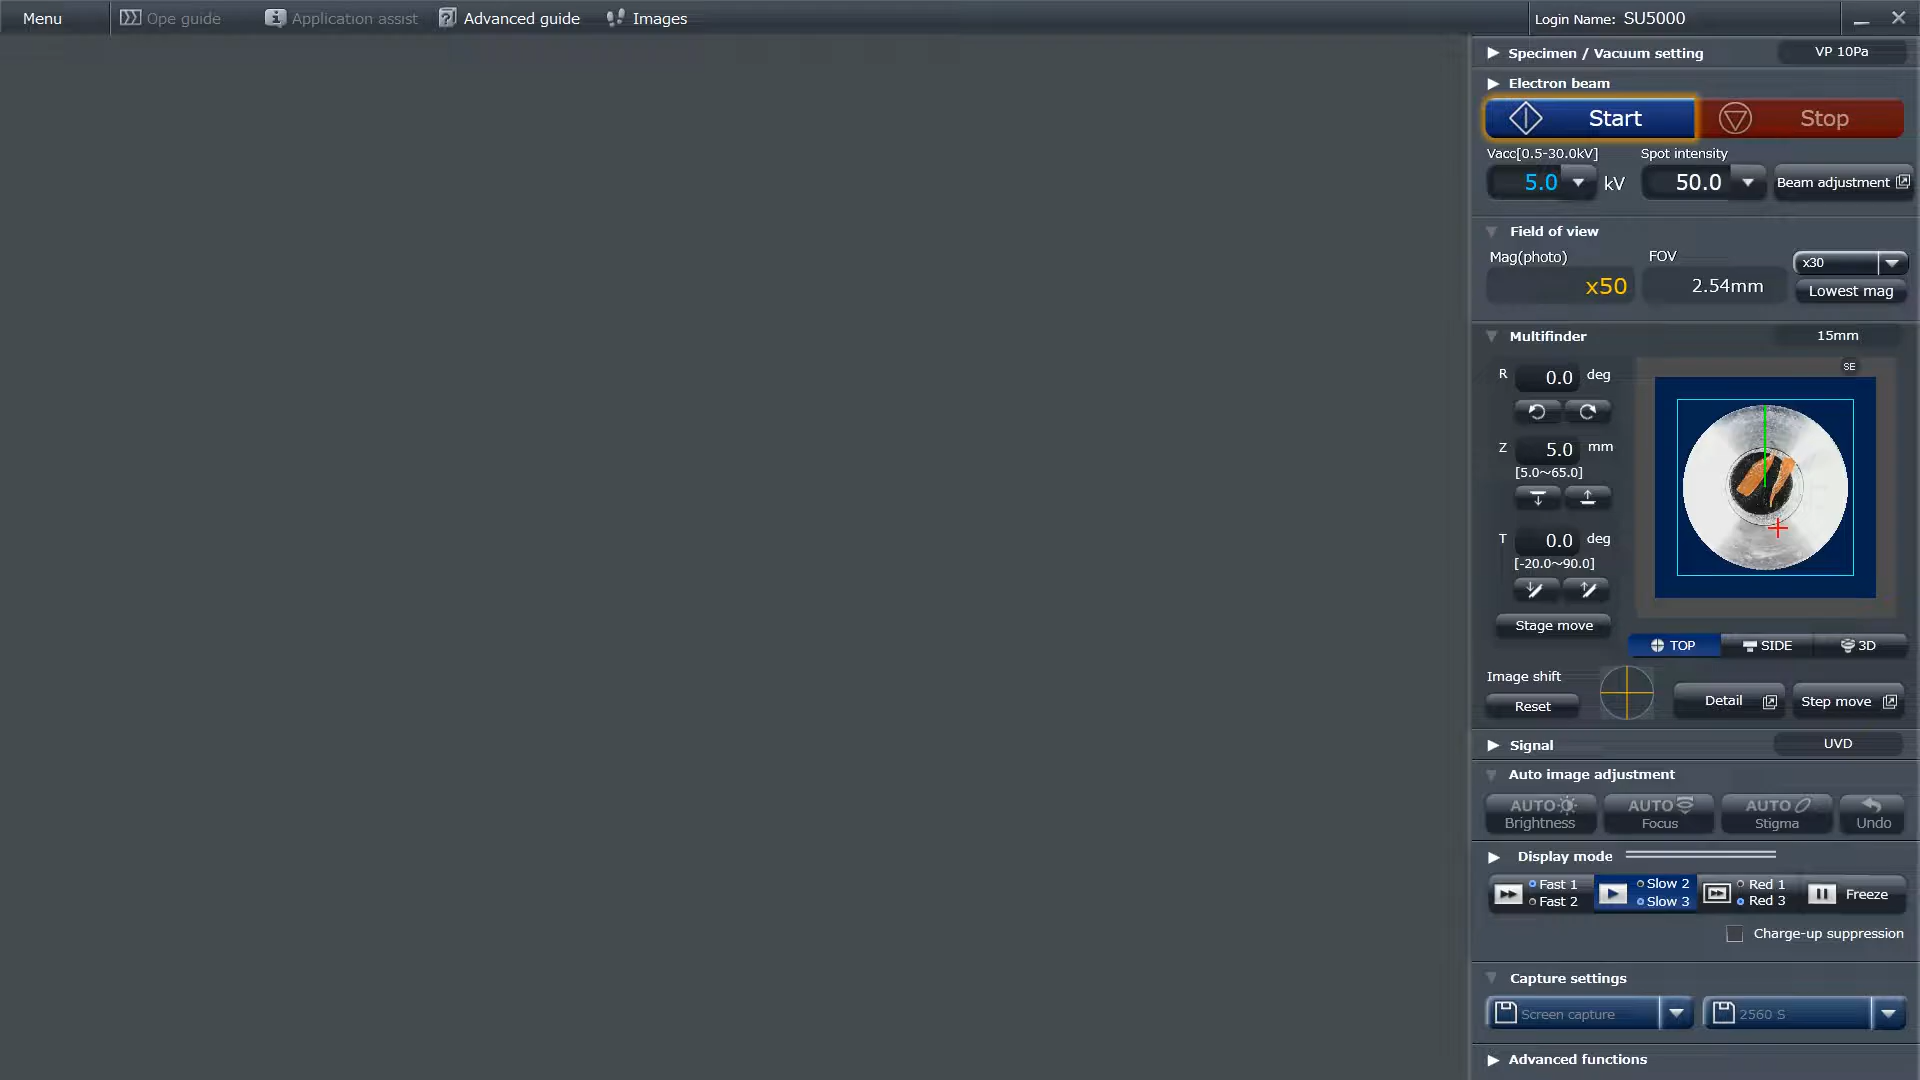 Menu
Ope guide
Application assist
Advanced guide
Images
Login Name: SU5000
Specimen / Vacuum setting
VP 10Pa
Electron beam
Start
Stop
Vacc[0.5-30.0kV]
Spot intensity
5.0
kV
50.0
Beam adjustment
Field of view
Mag(photo)
FOV
x30
x50
2.54mm
Lowest mag
Multifinder
15mm
SE
R
0.0
deg
Z
5.0
mm
[5.0~65.0]
T
0.0
deg
[-20.0~90.0]
Stage move
TOP
SIDE
3D
Image shift
Reset
Detail
Step move
Signal
UVD
Auto image adjustment
AUTO
Brightness
AUTO
Focus
AUTO
Stigma
Undo
Display mode
Fast 1
Fast 2
Slow 2
Slow 3
Red 1
Red 3
Freeze
Charge-up suppression
Capture settings
Screen capture
2560 S
Advanced functions